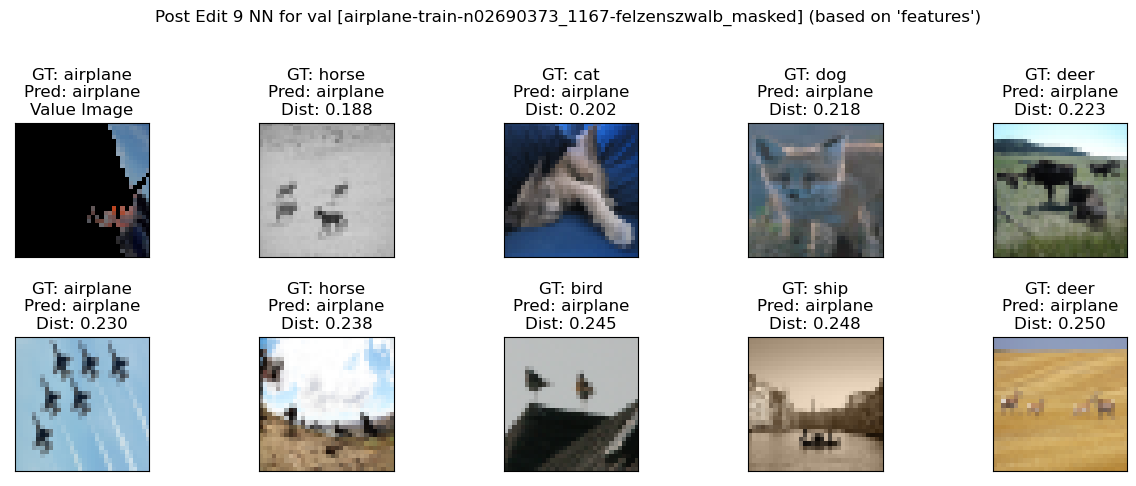 Post Edit 9 NN for val [airplane-train-n02690373_1167-felzenszwalb_masked] (based on 'features')
GT: airplane
Pred: airplane
Value Image
GT: horse
Pred: airplane
Dist: 0.188
GT: cat
Pred: airplane
Dist: 0.202
GT: dog
Pred: airplane
Dist: 0.218
GT: deer
Pred: airplane
Dist: 0.223
GT: airplane
Pred: airplane
Dist: 0.230
GT: horse
Pred: airplane
Dist: 0.238
GT: bird
Pred: airplane
Dist: 0.245
GT: ship
Pred: airplane
Dist: 0.248
GT: deer
Pred: airplane
Dist: 0.250